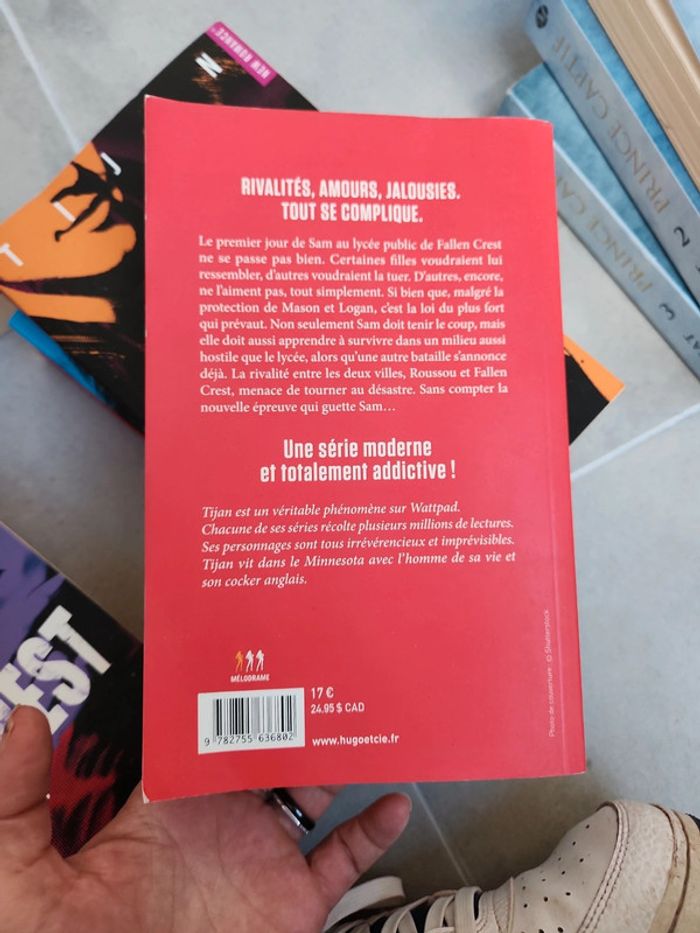 NEW ROMANCE®
N
J
I
T
2 PRINCE CAPTIF
3 PRINCE CA
AT
RIVALITÉS, AMOURS, JALOUSIES.
TOUT SE COMPLIQUE.
Le premier jour de Sam au lycée public de Fallen Crest
ne se passe pas bien. Certaines filles voudraient lui
ressembler, d’autres voudraient la tuer. D’autres, encore,
ne l’aiment pas, tout simplement. Si bien que, malgré la
protection de Mason et Logan, c’est la loi du plus fort
qui prévaut. Non seulement Sam doit tenir le coup, mais
elle doit aussi apprendre à survivre dans un milieu aussi
hostile que le lycée, alors qu’une autre bataille s’annonce
déjà. La rivalité entre les deux villes, Roussou et Fallen
Crest, menace de tourner au désastre. Sans compter la
nouvelle épreuve qui guette Sam…
Une série moderne
et totalement addictive !
Tijan est un véritable phénomène sur Wattpad.
Chacune de ses séries récolte plusieurs millions de lectures.
Ses personnages sont tous irrévérencieux et imprévisibles.
Tijan vit dans le Minnesota avec l’homme de sa vie et
son cocker anglais.
EST
MÉLODRAME
17 €
24.95 $ CAD
9 782755 636802
www.hugoetcie.fr
Photo de couverture : © Shutterstock